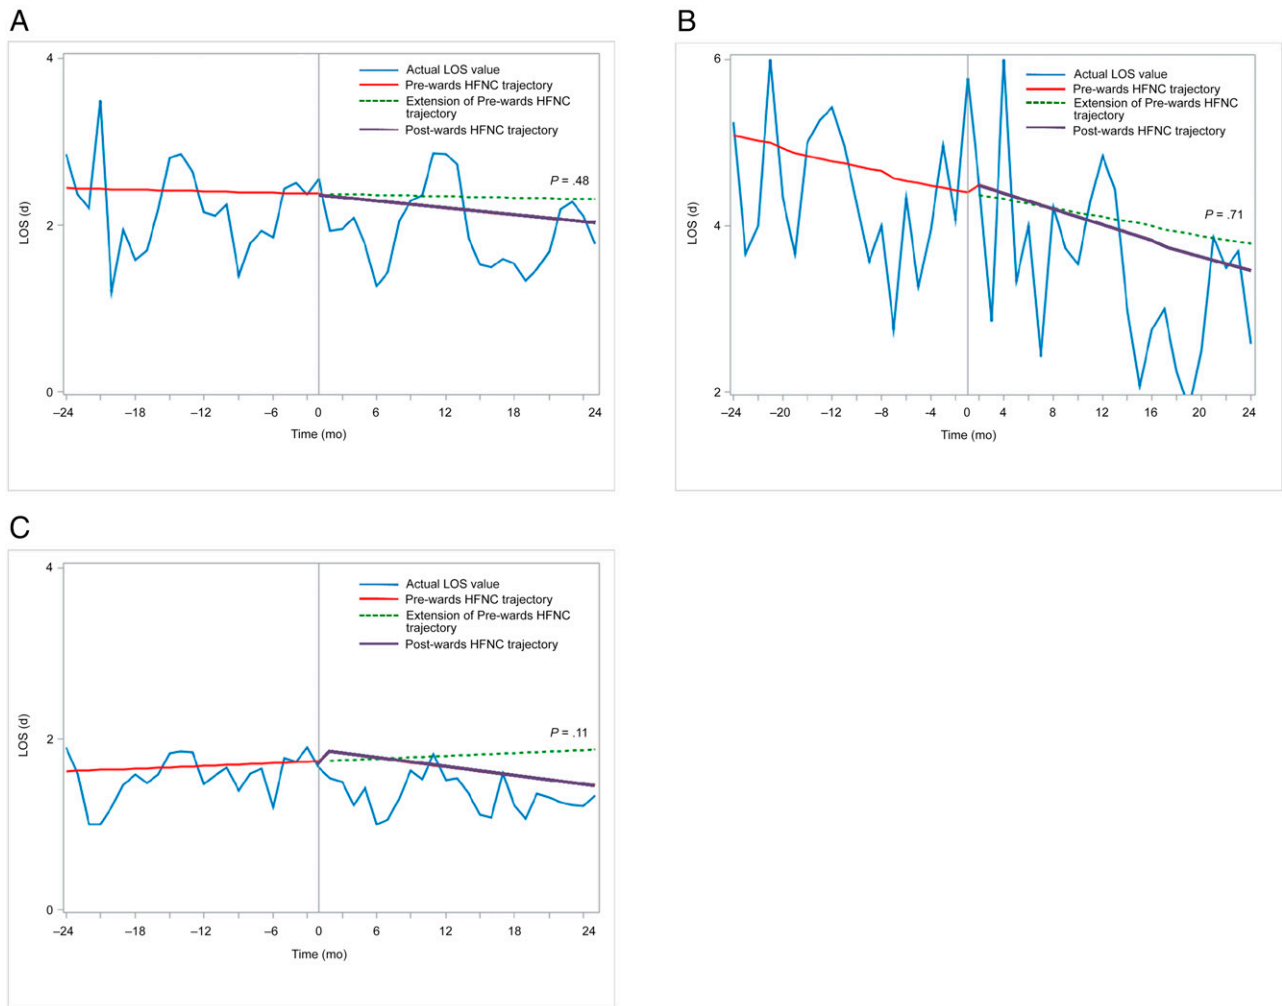 A
4
2
0
LOS (d)
Actual LOS value
Pre-wards HFNC trajectory
Extension of Pre-wards HFNC
trajectory
Post-wards HFNC trajectory
P = .48
–24 –18 –12 –6 0 6 12 18 24
Time (mo)
B
6
4
2
LOS (d)
Actual LOS value
Pre-wards HFNC trajectory
Extension of Pre-wards HFNC
trajectory
Post-wards HFNC trajectory
P = .71
–24 –20 –12 –8 -4 0 4 8 12 16 20 24
Time (mo)
C
4
2
0
LOS (d)
Actual LOS value
Pre-wards HFNC trajectory
Extension of Pre-wards HFNC
trajectory
Post-wards HFNC trajectory
P = .11
–24 –18 –12 –6 0 6 12 18 24
Time (mo)